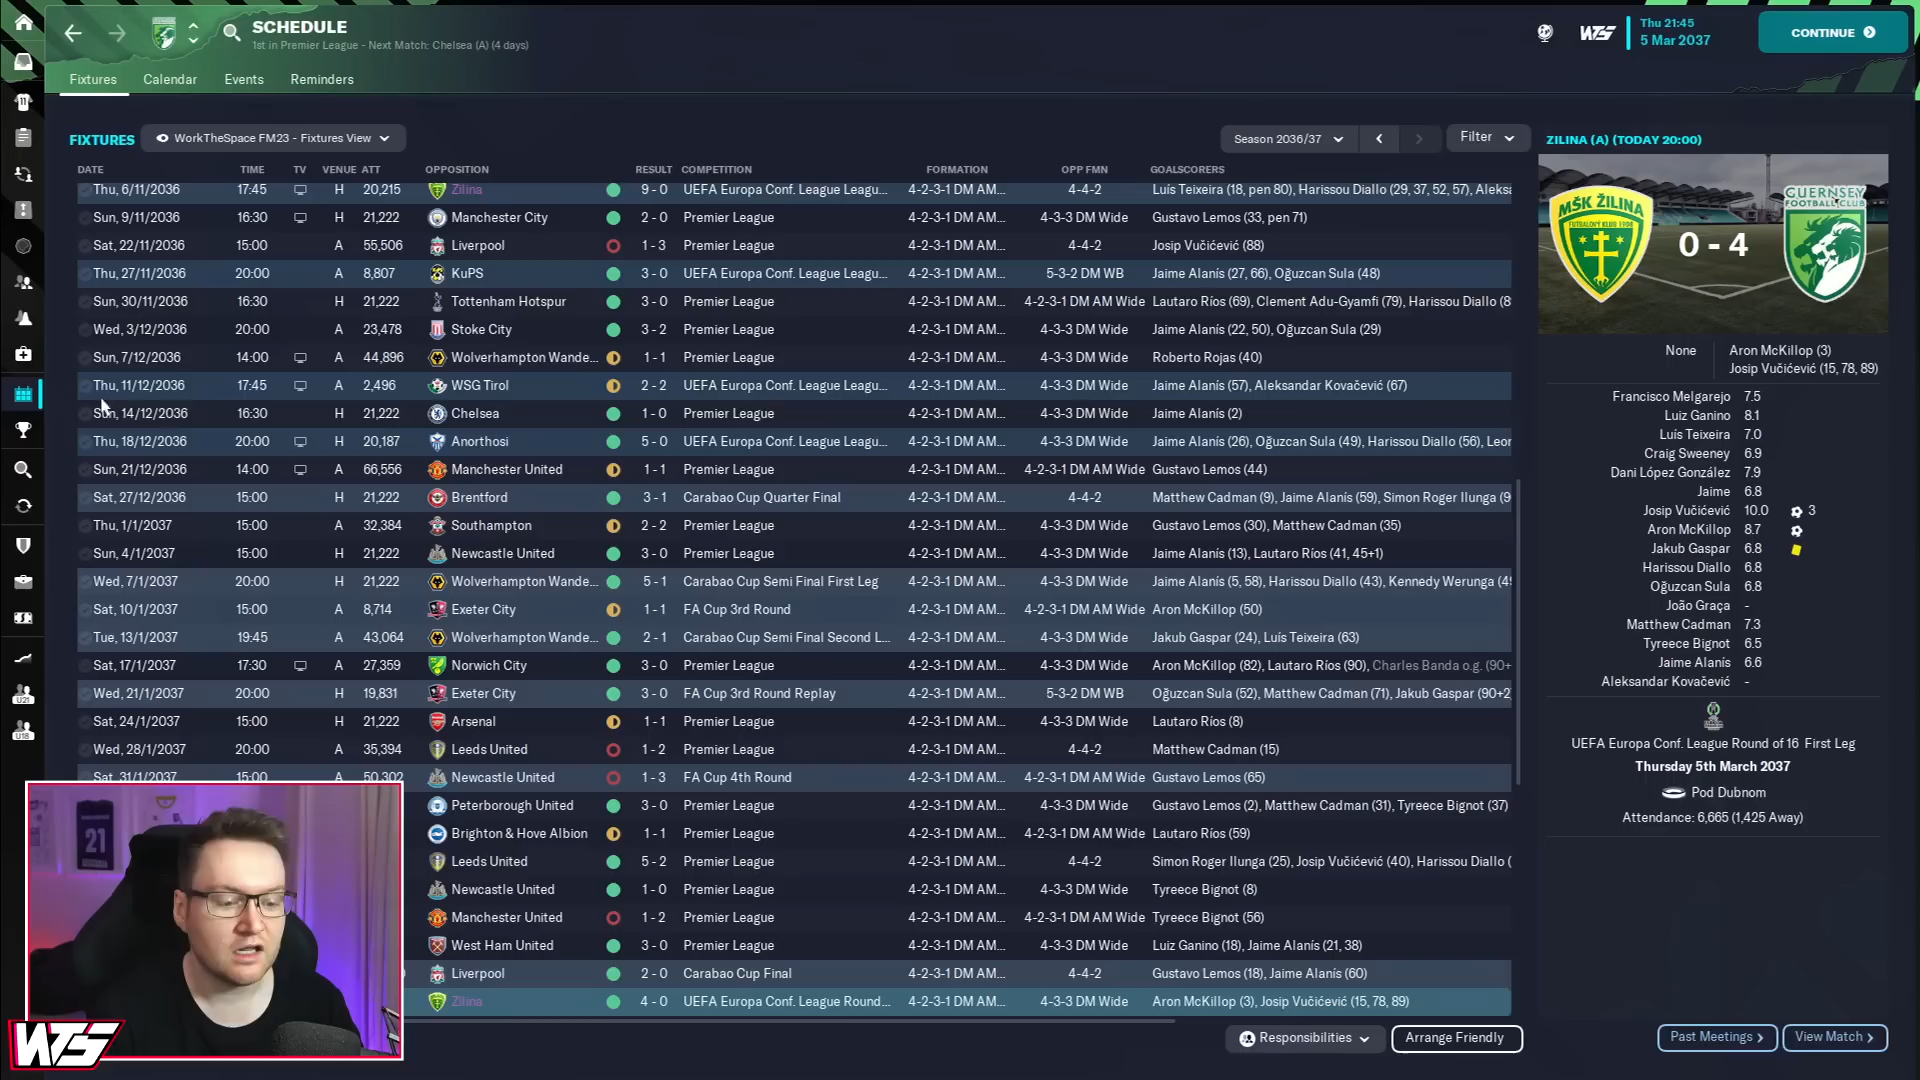 SCHEDULE
1st in Premier League - Next Match: Chelsea (A) (4 days)
WTS
Thu 21:45
5 Mar 2037
CONTINUE
Fixtures Calendar Events Reminders
FIXTURES WorkTheSpace FM23 - Fixtures View Season 2036/37 Filter
DATE TIME TV VENUE ATT OPPOSITION RESULT COMPETITION FORMATION OPP FMN GOALSCORERS
Thu, 6/11/2036 17:45 H 20,215 Žilina 9 - 0 UEFA Europa Conf. League Leagu... 4-2-3-1 DM AM... 4-4-2 Luís Teixeira (18, pen 80), Harissou Diallo (29, 37, 52, 57), Aleksa
Sun, 9/11/2036 16:30 H 21,222 Manchester City 2 - 0 Premier League 4-2-3-1 DM AM... 4-3-3 DM Wide Gustavo Lemos (33, pen 71)
Sat, 22/11/2036 15:00 A 55,506 Liverpool 1 - 3 Premier League 4-2-3-1 DM AM... 4-4-2 Josip Vučićević (88)
Thu, 27/11/2036 20:00 A 8,807 KuPS 3 - 0 UEFA Europa Conf. League Leagu... 4-2-3-1 DM AM... 5-3-2 DM WB Jaime Alanís (27, 66), Oğuzcan Sula (48)
Sun, 30/11/2036 16:30 H 21,222 Tottenham Hotspur 3 - 0 Premier League 4-2-3-1 DM AM... 4-2-3-1 DM AM Wide Lautaro Ríos (69), Clement Adu-Gyamfi (79), Harissou Diallo (8
Wed, 3/12/2036 20:00 A 23,478 Stoke City 3 - 2 Premier League 4-2-3-1 DM AM... 4-3-3 DM Wide Jaime Alanís (22, 50), Oğuzcan Sula (29)
Sun, 7/12/2036 14:00 A 44,896 Wolverhampton Wande... 1 - 1 Premier League 4-2-3-1 DM AM... 4-3-3 DM Wide Roberto Rojas (40)
Thu, 11/12/2036 17:45 A 2,496 WSG Tirol 2 - 2 UEFA Europa Conf. League Leagu... 4-2-3-1 DM AM... 4-3-3 DM Wide Jaime Alanís (57), Aleksandar Kovačević (67)
Sun, 14/12/2036 16:30 H 21,222 Chelsea 1 - 0 Premier League 4-2-3-1 DM AM... 4-3-3 DM Wide Jaime Alanís (2)
Thu, 18/12/2036 20:00 H 20,187 Anorthosi 5 - 0 UEFA Europa Conf. League Leagu... 4-2-3-1 DM AM... 4-3-3 DM Wide Jaime Alanís (26), Oğuzcan Sula (49), Harissou Diallo (56), Leor
Sun, 21/12/2036 14:00 A 66,556 Manchester United 1 - 1 Premier League 4-2-3-1 DM AM... 4-2-3-1 DM AM Wide Gustavo Lemos (44)
Sat, 27/12/2036 15:00 H 21,222 Brentford 3 - 1 Carabao Cup Quarter Final 4-2-3-1 DM AM... 4-4-2 Matthew Cadman (9), Jaime Alanís (59), Simon Roger Ilunga (9
Thu, 1/1/2037 15:00 A 32,384 Southampton 2 - 2 Premier League 4-2-3-1 DM AM... 4-3-3 DM Wide Gustavo Lemos (30), Matthew Cadman (35)
Sun, 4/1/2037 15:00 H 21,222 Newcastle United 3 - 0 Premier League 4-2-3-1 DM AM... 4-3-3 DM Wide Jaime Alanís (13), Lautaro Ríos (41, 45+1)
Wed, 7/1/2037 20:00 H 21,222 Wolverhampton Wande... 5 - 1 Carabao Cup Semi Final First Leg 4-2-3-1 DM AM... 4-3-3 DM Wide Jaime Alanís (5, 58), Harissou Diallo (43), Kennedy Werunga (49
Sat, 10/1/2037 15:00 A 8,714 Exeter City 1 - 1 FA Cup 3rd Round 4-2-3-1 DM AM... 4-2-3-1 DM AM Wide Aron McKillop (50)
Tue, 13/1/2037 19:45 A 43,064 Wolverhampton Wande... 2 - 1 Carabao Cup Semi Final Second L... 4-2-3-1 DM AM... 4-3-3 DM Wide Jakub Gaspar (24), Luís Teixeira (63)
Sat, 17/1/2037 17:30 A 27,359 Norwich City 3 - 0 Premier League 4-2-3-1 DM AM... 4-3-3 DM Wide Aron McKillop (82), Lautaro Ríos (90), Charles Banda o.g. (90+
Wed, 21/1/2037 20:00 H 19,831 Exeter City 3 - 0 FA Cup 3rd Round Replay 4-2-3-1 DM AM... 5-3-2 DM WB Oğuzcan Sula (52), Matthew Cadman (71), Jakub Gaspar (90+2
Sat, 24/1/2037 15:00 H 21,222 Arsenal 1 - 1 Premier League 4-2-3-1 DM AM... 4-3-3 DM Wide Lautaro Ríos (8)
Wed, 28/1/2037 20:00 A 35,394 Leeds United 1 - 2 Premier League 4-2-3-1 DM AM... 4-4-2 Matthew Cadman (15)
Sat, 31/1/2037 15:00 A 50,302 Newcastle United 1 - 3 FA Cup 4th Round 4-2-3-1 DM AM... 4-2-3-1 DM AM Wide Gustavo Lemos (65)
Peterborough United 3 - 0 Premier League 4-2-3-1 DM AM... 4-3-3 DM Wide Gustavo Lemos (2), Matthew Cadman (31), Tyreece Bignot (37)
Brighton & Hove Albion 1 - 1 Premier League 4-2-3-1 DM AM... 4-2-3-1 DM AM Wide Lautaro Ríos (59)
Leeds United 5 - 2 Premier League 4-2-3-1 DM AM... 4-4-2 Simon Roger Ilunga (25), Josip Vučićević (40), Harissou Diallo (
Newcastle United 1 - 0 Premier League 4-2-3-1 DM AM... 4-3-3 DM Wide Tyreece Bignot (8)
Manchester United 1 - 2 Premier League 4-2-3-1 DM AM... 4-2-3-1 DM AM Wide Tyreece Bignot (56)
West Ham United 3 - 0 Premier League 4-2-3-1 DM AM... 4-3-3 DM Wide Luiz Ganino (18), Jaime Alanís (21, 38)
Liverpool 2 - 0 Carabao Cup Final 4-2-3-1 DM AM... 4-4-2 Gustavo Lemos (18), Jaime Alanís (60)
Žilina 4 - 0 UEFA Europa Conf. League Round... 4-2-3-1 DM AM... 4-3-3 DM Wide Aron McKillop (3), Josip Vučićević (15, 78, 89)
Responsibilities Arrange Friendly
ZILINA (A) (TODAY 20:00)
MŠK ŽILINA
FUTBALOVÝ KLUB 1908
0 - 4
GUERNSEY
FOOTBALL CLUB
None Aron McKillop (3)
Josip Vučićević (15, 78, 89)
Francisco Melgarejo 7.5
Luiz Ganino 8.1
Luís Teixeira 7.0
Craig Sweeney 6.9
Dani López González 7.9
Jaime 6.8
Josip Vučićević 10.0 3
Aron McKillop 8.7
Jakub Gaspar 6.8
Harissou Diallo 6.8
Oğuzcan Sula 6.8
João Graça -
Matthew Cadman 7.3
Tyreece Bignot 6.5
Jaime Alanís 6.6
Aleksandar Kovačević -
UEFA Europa Conf. League Round of 16 First Leg
Thursday 5th March 2037
Pod Dubnom
Attendance: 6,665 (1,425 Away)
Past Meetings View Match
11
U21
U18
21
WTS